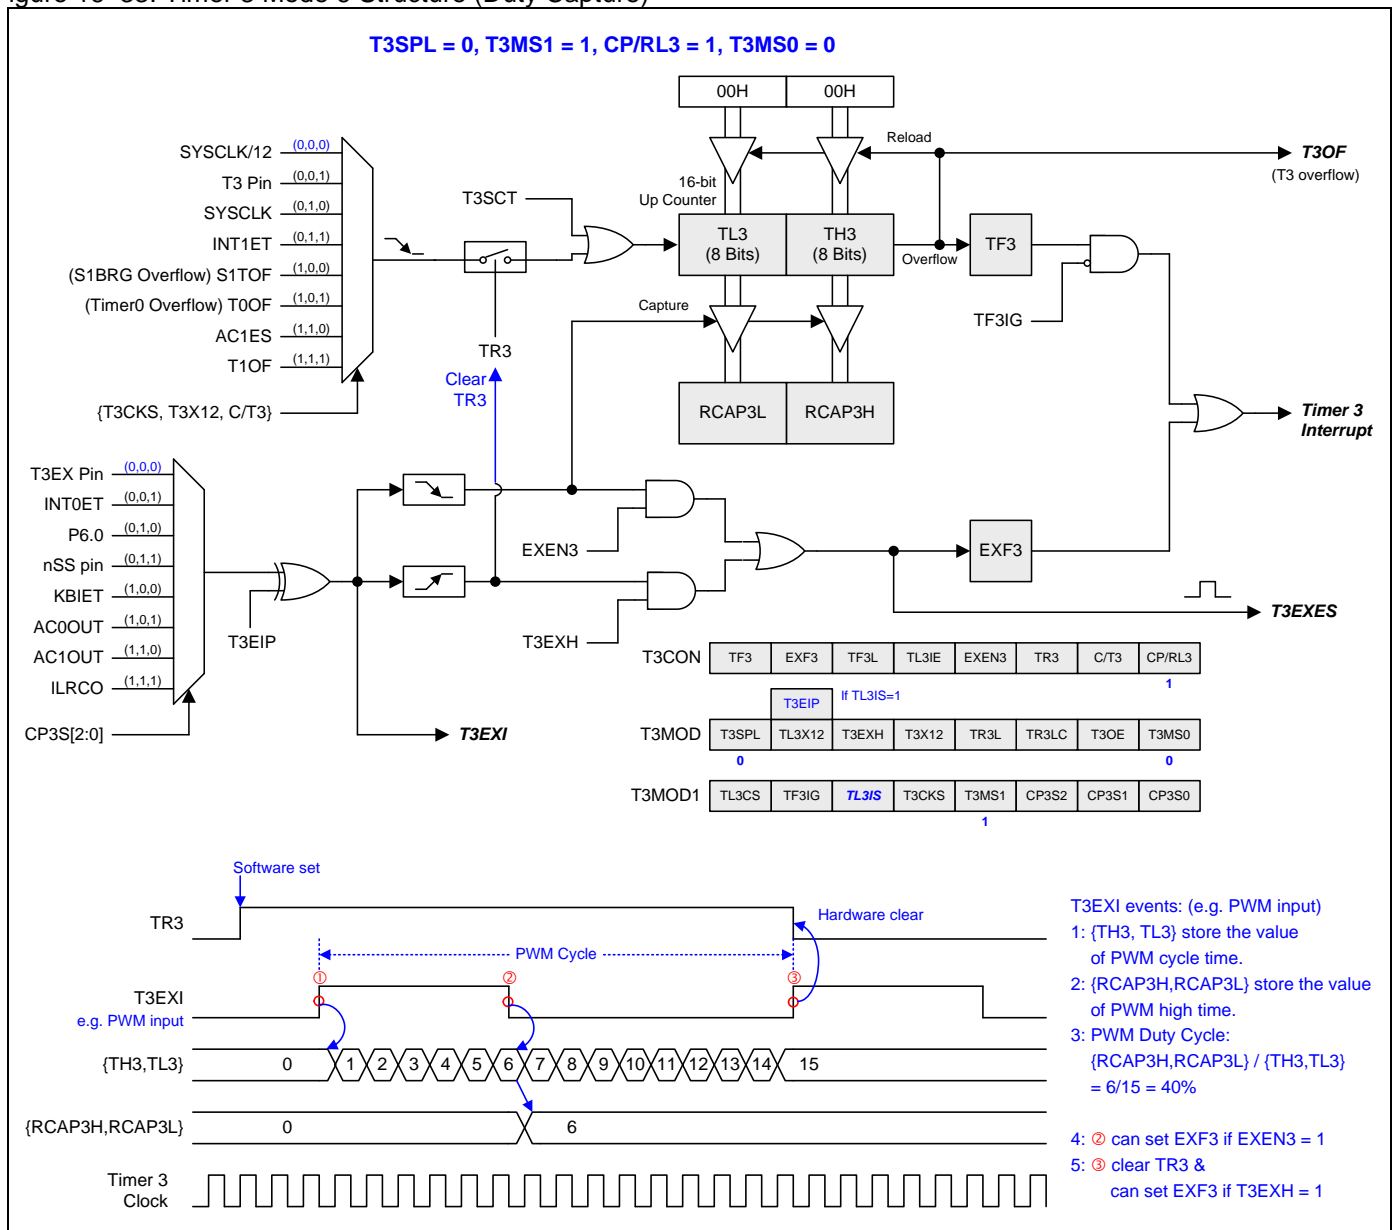 T3SPL = 0, T3MS1 = 1, CP/RL3 = 1, T3MS0 = 0
00H 00H
Reload
T3OF
(T3 overflow)
SYSCLK/12 (0,0,0)
T3 Pin (0,0,1)
SYSCLK (0,1,0)
INT1ET (0,1,1)
(S1BRG Overflow) S1TOF (1,0,0)
(Timer0 Overflow) T0OF (1,0,1)
AC1ES (1,1,0)
T1OF (1,1,1)
{T3CKS, T3X12, C/T3}
T3SCT
TR3
Clear
TR3
16-bit
Up Counter
TL3
(8 Bits)
TH3
(8 Bits)
Overflow
TF3
TF3IG
Capture
RCAP3L RCAP3H
Timer 3
Interrupt
T3EX Pin (0,0,0)
INT0ET (0,0,1)
P6.0 (0,1,0)
nSS pin (0,1,1)
KBIET (1,0,0)
AC0OUT (1,0,1)
AC1OUT (1,1,0)
ILRCO (1,1,1)
CP3S[2:0]
T3EIP
EXEN3
T3EXH
EXF3
T3EXES
T3EXI
T3CON TF3 EXF3 TF3L TL3IE EXEN3 TR3 C/T3 CP/RL3
1
T3EIP If TL3IS=1
T3MOD T3SPL TL3X12 T3EXH T3X12 TR3L TR3LC T3OE T3MS0
0 0
T3MOD1 TL3CS TF3IG TL3IS T3CKS T3MS1 CP3S2 CP3S1 CP3S0
1
Software set
TR3
Hardware clear
PWM Cycle
① ② ③
T3EXI
e.g. PWM input
{TH3,TL3} 0 1 2 3 4 5 6 7 8 9 10 11 12 13 14 15
{RCAP3H,RCAP3L} 0 6
Timer 3
Clock
T3EXI events: (e.g. PWM input)
1: {TH3, TL3} store the value
of PWM cycle time.
2: {RCAP3H,RCAP3L} store the value
of PWM high time.
3: PWM Duty Cycle:
{RCAP3H,RCAP3L} / {TH3,TL3}
= 6/15 = 40%
4: ② can set EXF3 if EXEN3 = 1
5: ③ clear TR3 &
can set EXF3 if T3EXH = 1